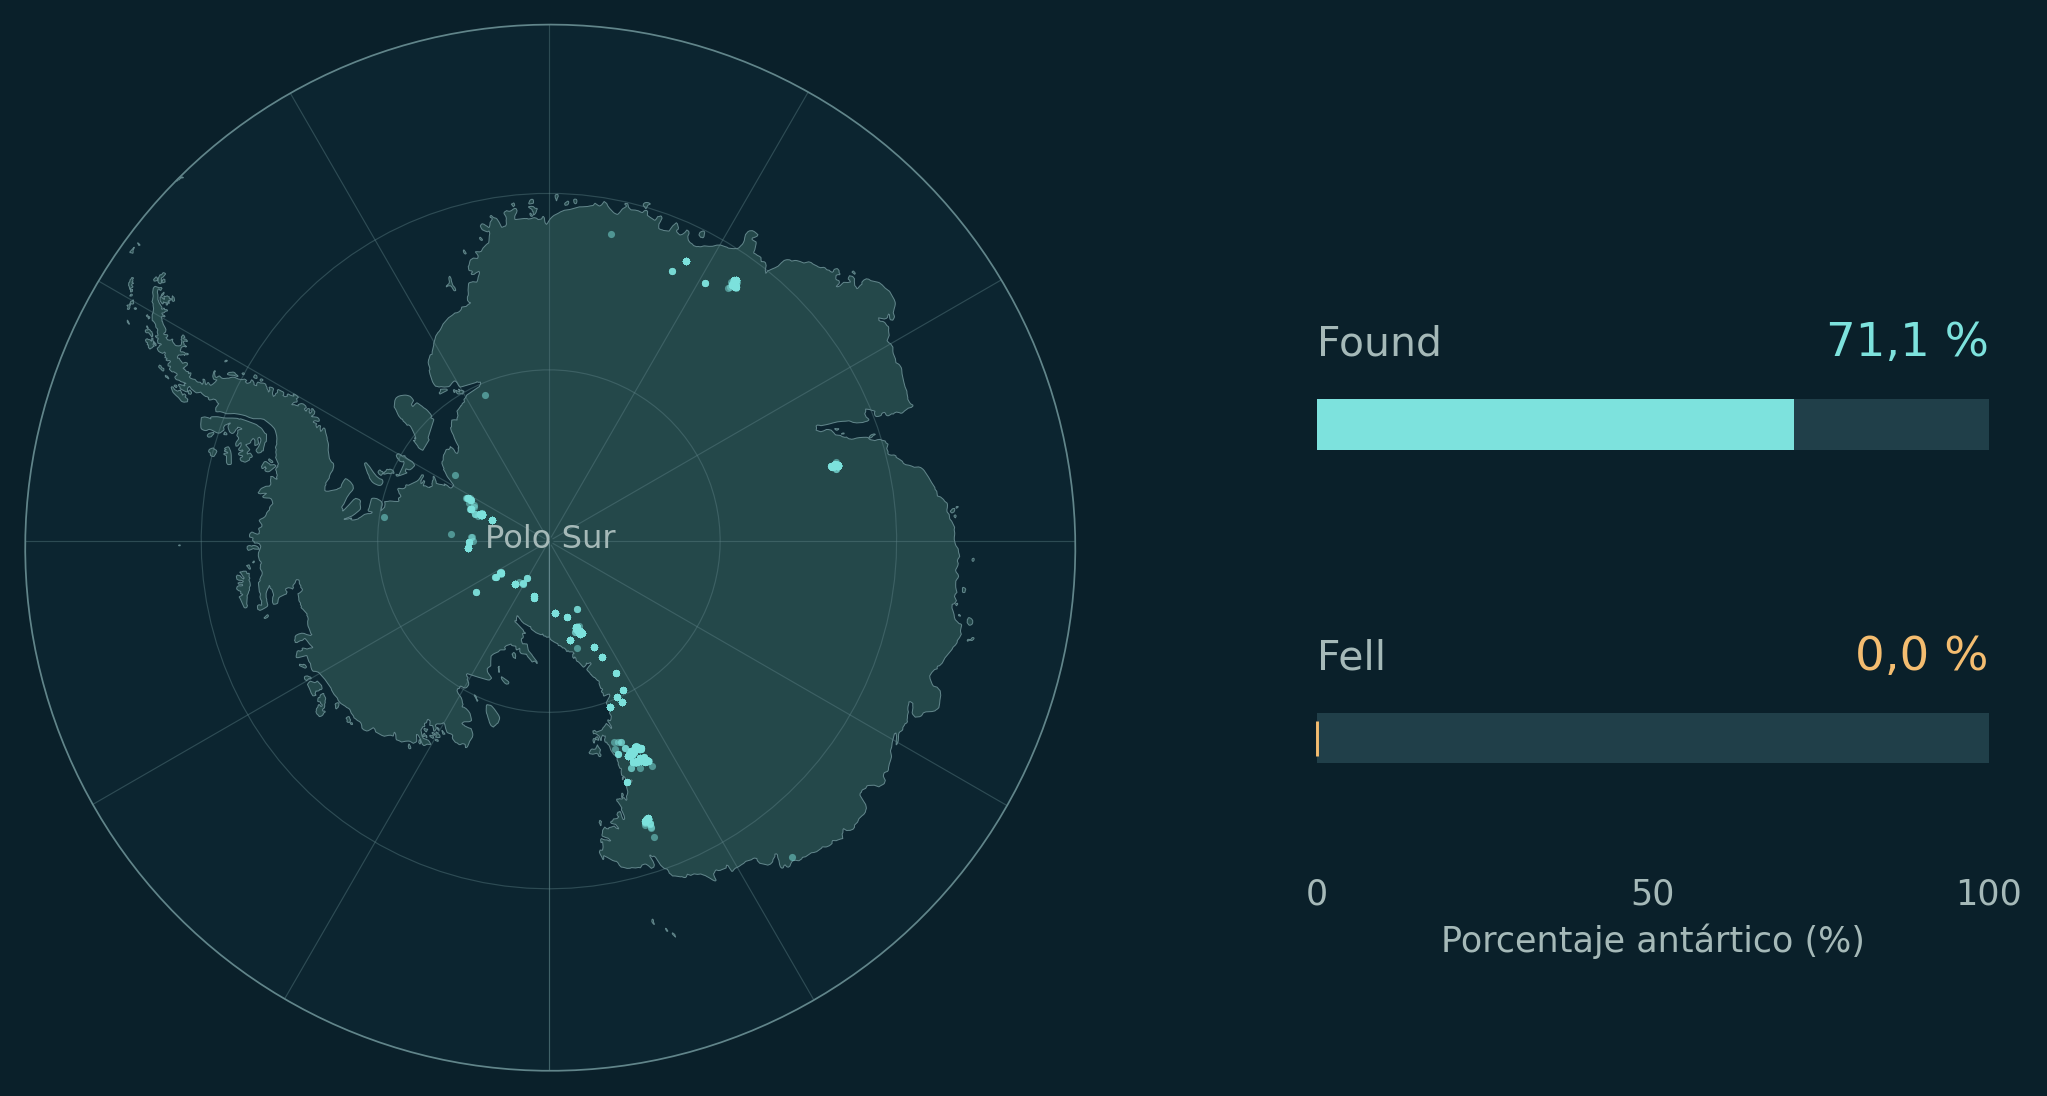 Polo Sur
Found 71,1 %
Fell 0,0 %
0 50 100
Porcentaje antártico (%)